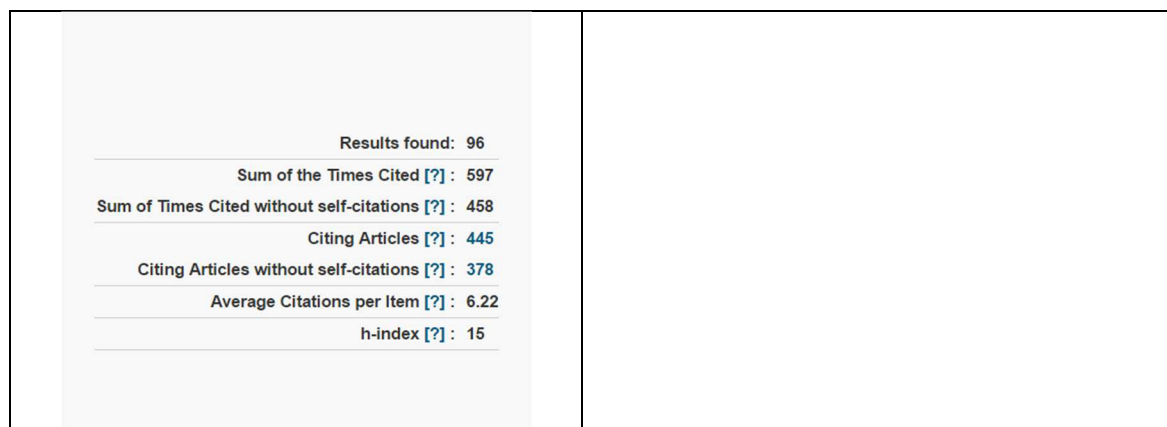 Results found: 96
Sum of the Times Cited [?] : 597
Sum of Times Cited without self-citations [?] : 458
Citing Articles [?] : 445
Citing Articles without self-citations [?] : 378
Average Citations per Item [?] : 6.22
h-index [?] : 15